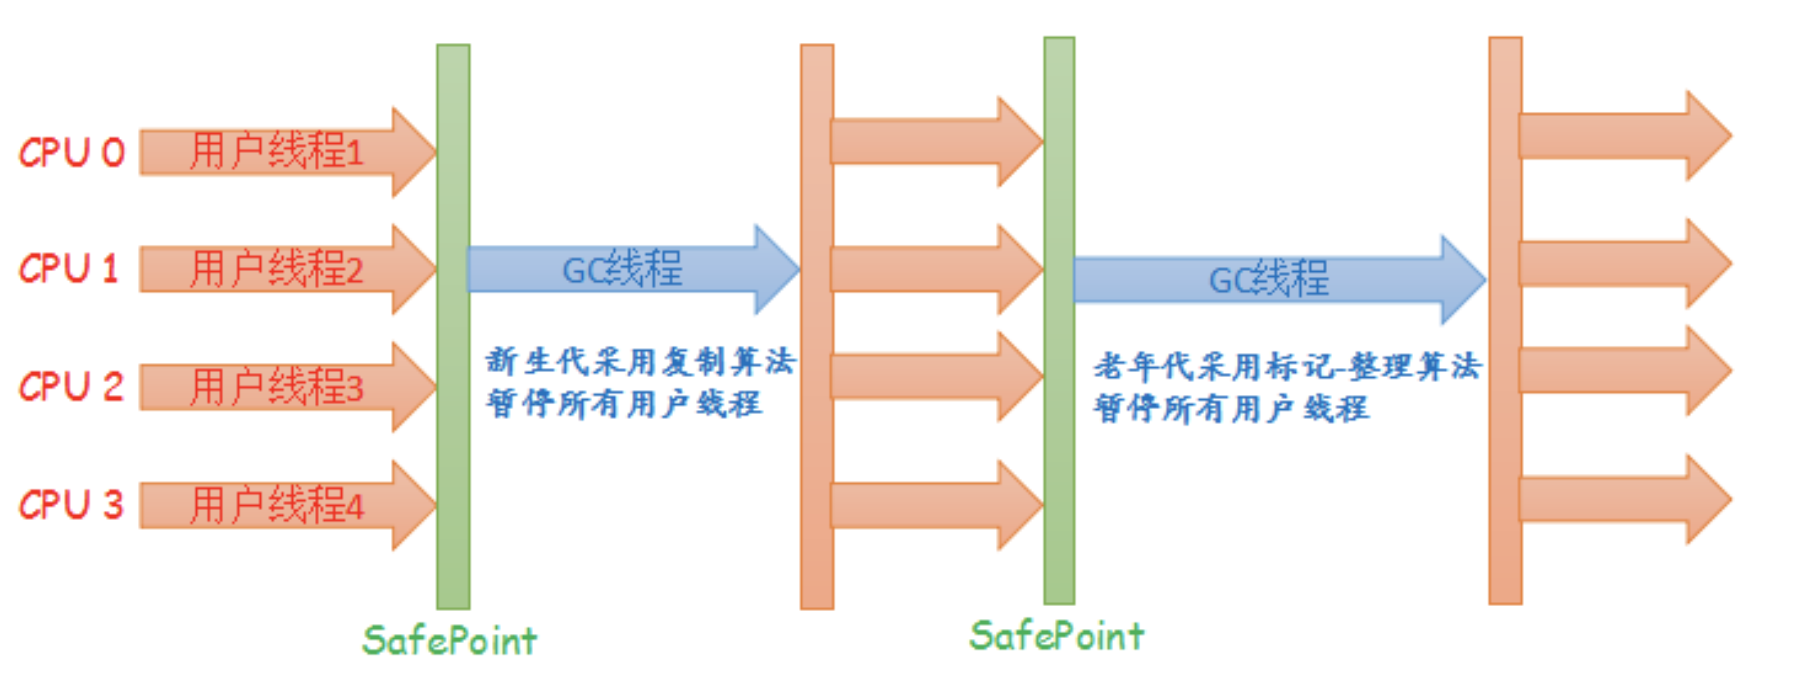 CPU 0
用户线程1
CPU 1
用户线程2
GC线程
GC线程
CPU 2
用户线程3
新生代采用复制算法
暂停所有用户线程
老年代采用标记-整理算法
暂停所有用户线程
CPU 3
用户线程4
SafePoint
SafePoint